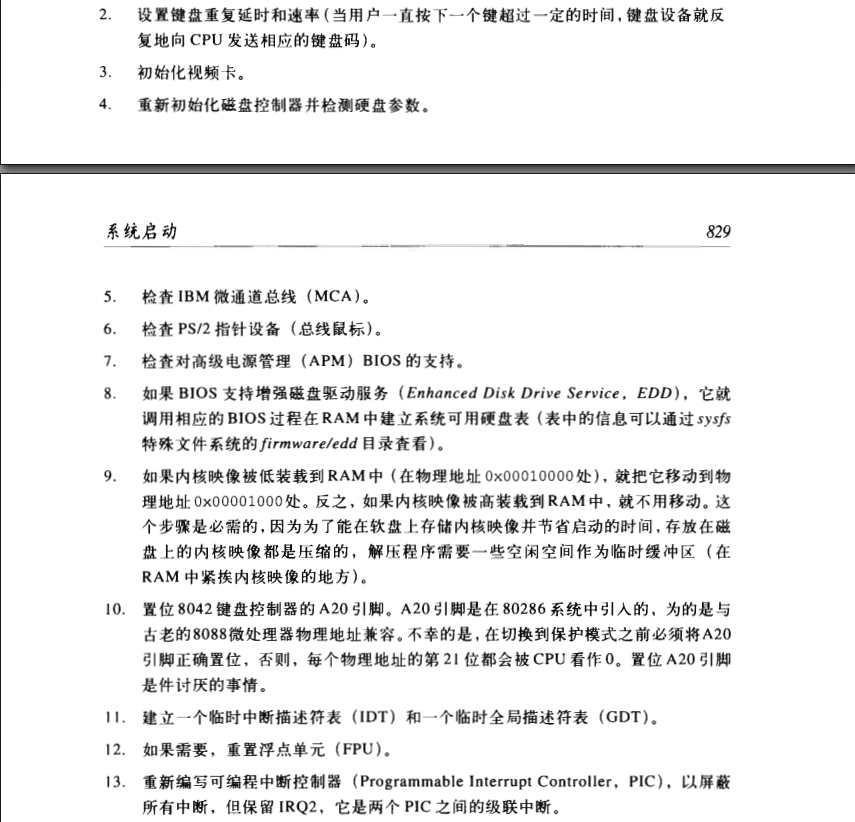 2. 设置键盘重复延时和速率(当用户一直按下一个键超过一定的时间,键盘设备就反
复地向 CPU 发送相应的键盘码)。
3. 初始化视频卡。
4. 重新初始化磁盘控制器并检测硬盘参数。
系统启动 829
5. 检查 IBM 微通道总线（MCA）。
6. 检查 PS/2 指针设备（总线鼠标）。
7. 检查对高级电源管理（APM）BIOS 的支持。
8. 如果 BIOS 支持增强磁盘驱动服务（Enhanced Disk Drive Service，EDD），它就
调用相应的 BIOS 过程在 RAM 中建立系统可用硬盘表（表中的信息可以通过 sysfs
特殊文件系统的 firmware/edd 目录查看）。
9. 如果内核映像被低装载到 RAM 中（在物理地址 0x00010000 处），就把它移动到物
理地址 0x00001000 处。反之，如果内核映像被高装载到 RAM 中，就不用移动。这
个步骤是必需的，因为为了能在软盘上存储内核映像并节省启动的时间，存放在磁
盘上的内核映像都是压缩的，解压程序需要一些空闲空间作为临时缓冲区（在
RAM 中紧挨内核映像的地方）。
10. 置位 8042 键盘控制器的 A20 引脚。A20 引脚是在 80286 系统中引入的，为的是与
古老的 8088 微处理器物理地址兼容。不幸的是，在切换到保护模式之前必须将 A20
引脚正确置位，否则，每个物理地址的第 21 位都会被 CPU 看作 0。置位 A20 引脚
是件讨厌的事情。
11. 建立一个临时中断描述符表（IDT）和一个临时全局描述符表（GDT）。
12. 如果需要，重置浮点单元（FPU）。
13. 重新编写可编程中断控制器（Programmable Interrupt Controller，PIC），以屏蔽
所有中断，但保留 IRQ2，它是两个 PIC 之间的级联中断。